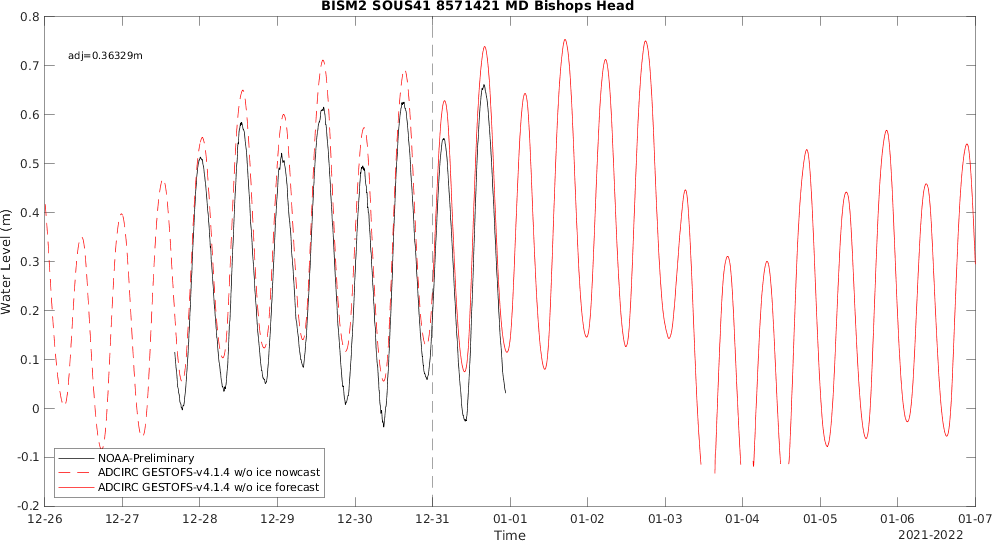 BISM2 SOUS41 8571421 MD Bishops Head
adj=0.36329m
0.8
0.7
0.6
0.5
0.4
0.3
0.2
0.1
0
-0.1
-0.2
Water Level (m)
NOAA-Preliminary
ADCIRC GESTOFS-v4.1.4 w/o ice nowcast
ADCIRC GESTOFS-v4.1.4 w/o ice forecast
12-26 12-27 12-28 12-29 12-30 12-31 01-01 01-02 01-03 01-04 01-05 01-06 01-07
Time
2021-2022